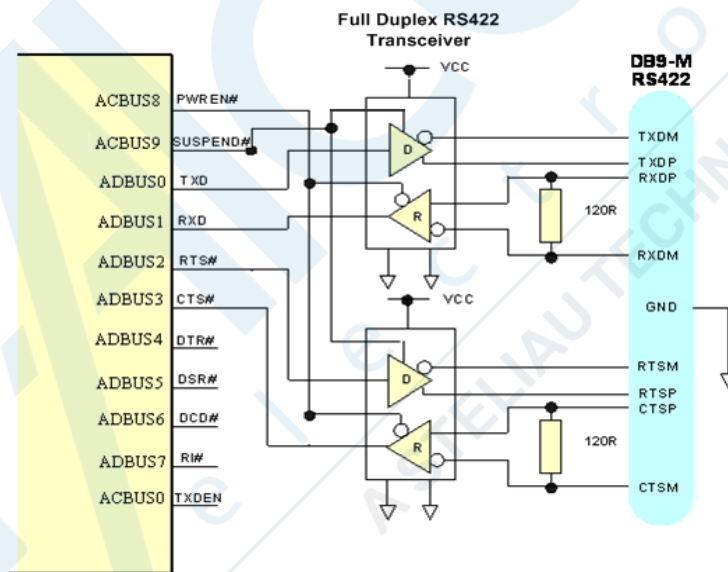 Full Duplex RS422
Transceiver
VCC
DB9-M
RS422
ACBUS8 PWREN#
ACBUS9 SUSPEND#
ADBUS0 TXD
ADBUS1 RXD
ADBUS2 RTS#
ADBUS3 CTS#
ADBUS4 DTR#
ADBUS5 DSR#
ADBUS6 DCD#
ADBUS7 RI#
ACBUS0 TXDEN
D
R
120R
TXDM
TXDP
RXDP
RXDM
GND
VCC
D
R
120R
RTSM
RTSP
CTSP
CTSM
A STELIAU TECHN